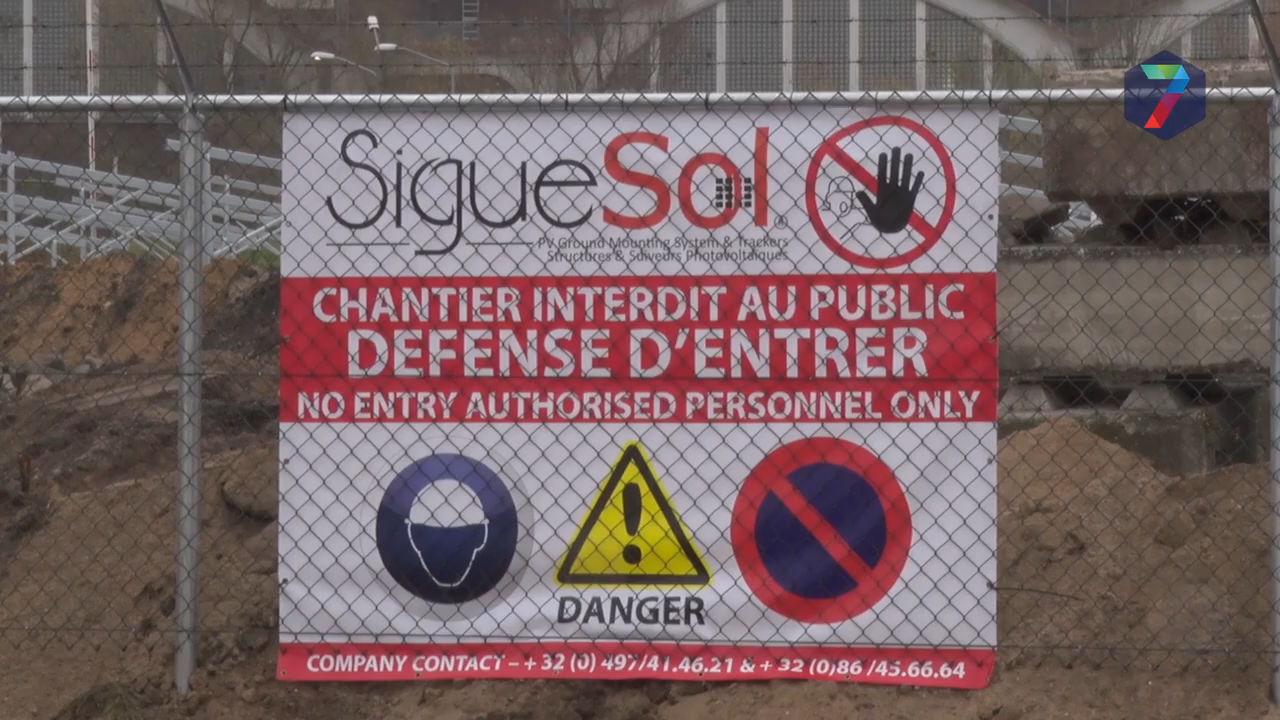 7
SigueSol®
PV Ground Mounting System & Trackers
Structures & Suiveurs Photovoltaïques
CHANTIER INTERDIT AU PUBLIC
DEFENSE D'ENTRER
NO ENTRY AUTHORISED PERSONNEL ONLY
DANGER
COMPANY CONTACT – + 32 (0) 497/41.46.21 & + 32 (0)86 /45.66.64